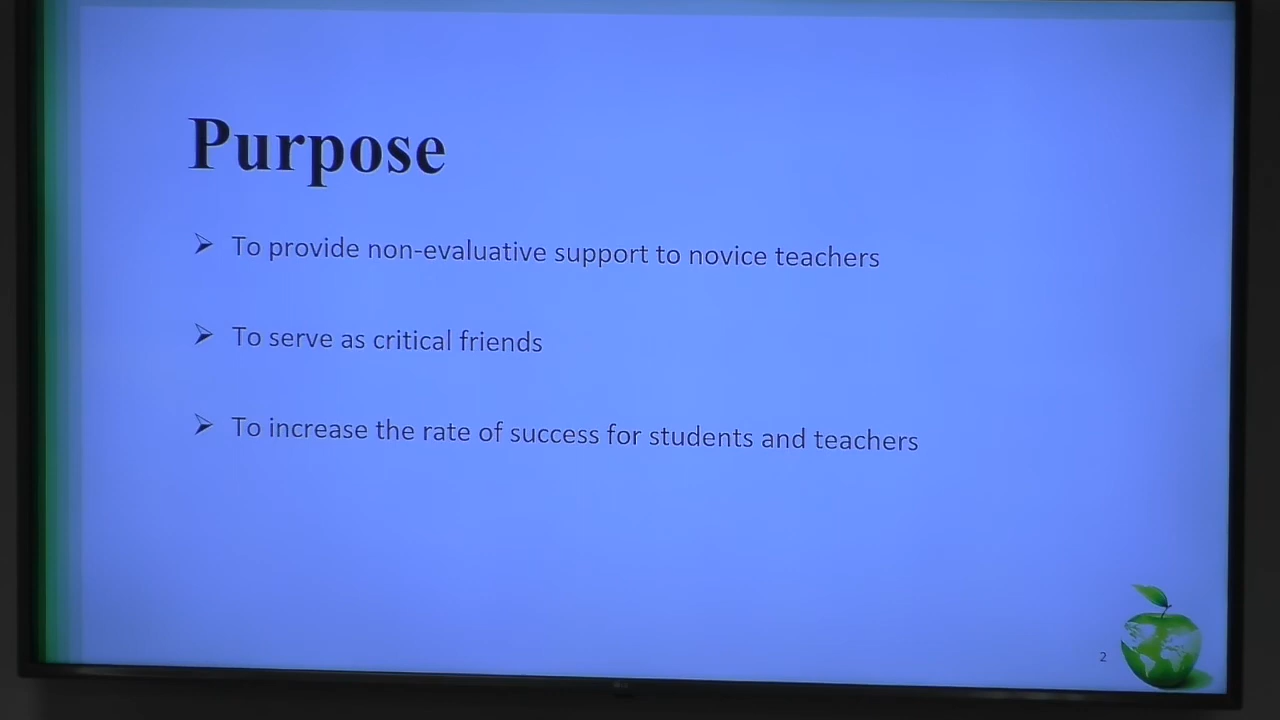 Purpose
➢ To provide non-evaluative support to novice teachers
➢ To serve as critical friends
➢ To increase the rate of success for students and teachers
2